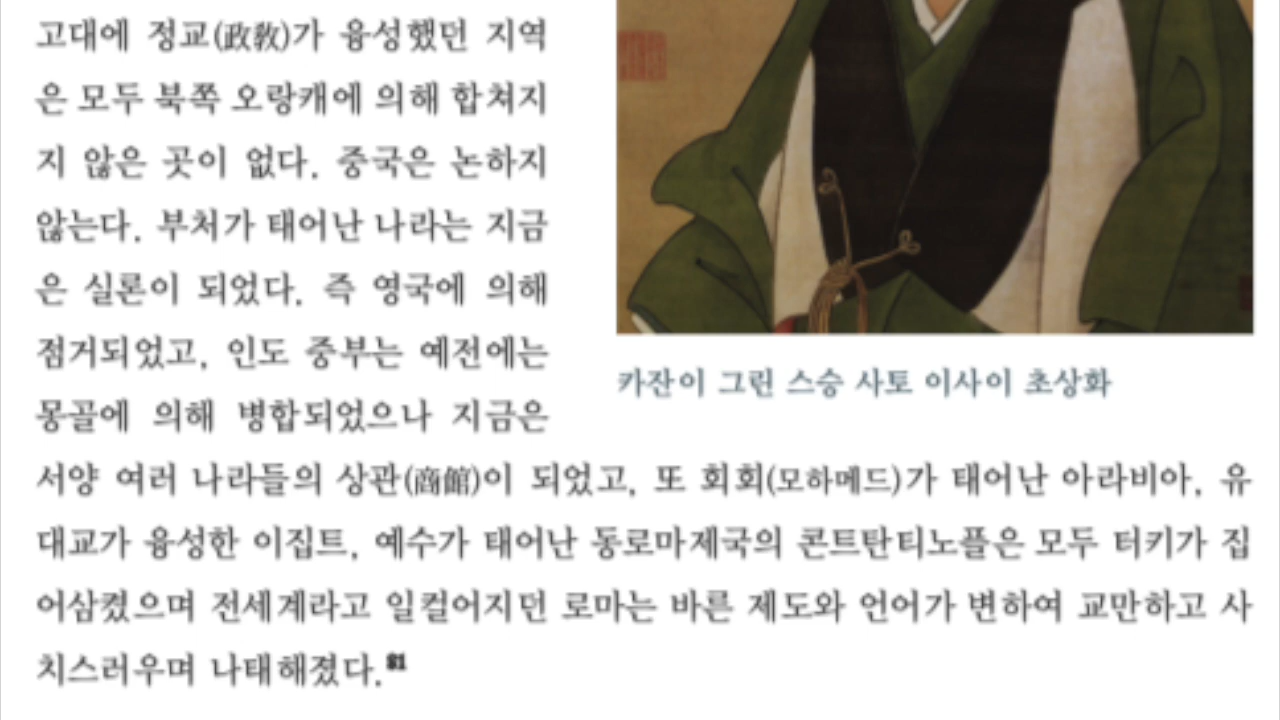 고대에 정교(政敎)가 융성했던 지역
은 모두 북쪽 오랑캐에 의해 합쳐지
지 않은 곳이 없다. 중국은 논하지
않는다. 부처가 태어난 나라는 지금
은 실론이 되었다. 즉 영국에 의해
점거되었고, 인도 중부는 예전에는
몽골에 의해 병합되었으나 지금은
카잔이 그린 스승 사토 이사이 초상화
서양 여러 나라들의 상관(商館)이 되었고, 또 회회(모하메드)가 태어난 아라비아, 유
대교가 융성한 이집트, 예수가 태어난 동로마제국의 콘트탄티노플은 모두 터키가 집
어삼켰으며 전세계라고 일컬어지던 로마는 바른 제도와 언어가 변하여 교만하고 사
치스러우며 나태해졌다.